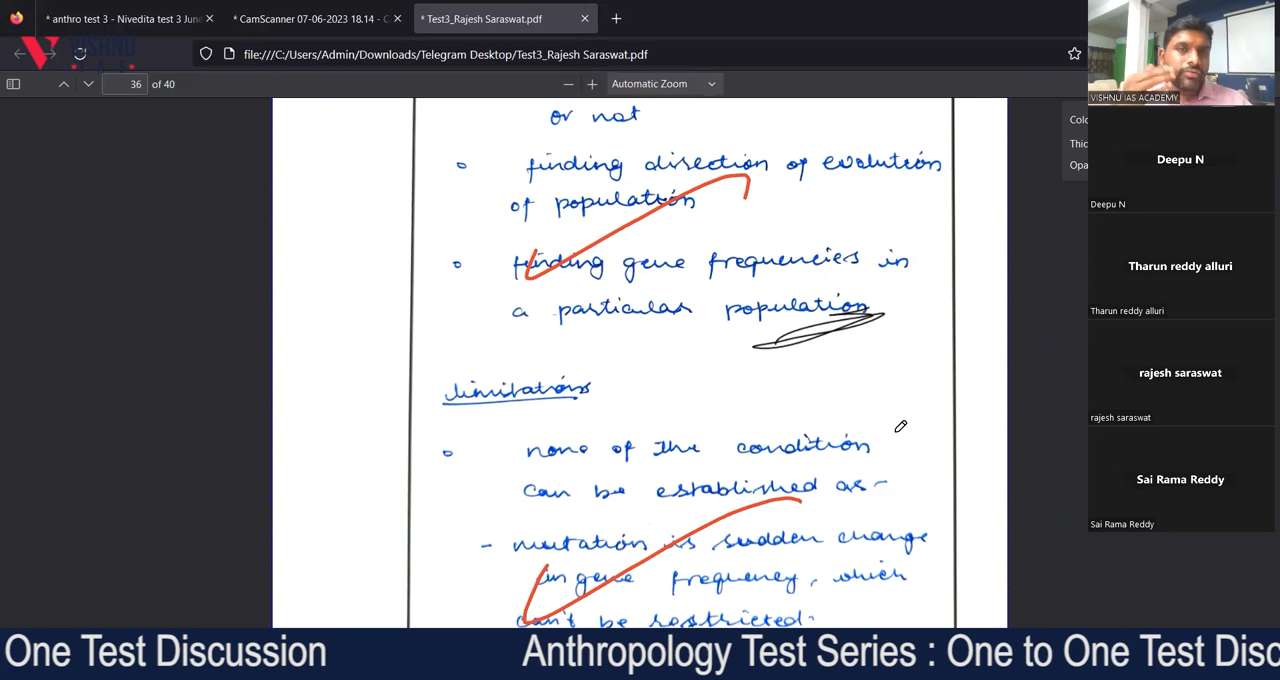 * anthro test 3 - Nivedita test 3 June
* CamScanner 07-06-2023 18.14 - C
* Test3_Rajesh Saraswat.pdf
VISHNU
IAS
file:///C:/Users/Admin/Downloads/Telegram Desktop/Test3_Rajesh Saraswat.pdf
36 of 40
Automatic Zoom
Colo
Thic
Opa
or not
finding direction of evolution
of population
finding gene frequencies in
a particular population
limitations
none of the condition
can be established as-
- mutation is sudden change
in gene frequency, which
can't be restricted.
VISHNU IAS ACADEMY
Deepu N
Deepu N
Tharun reddy alluri
Tharun reddy alluri
rajesh saraswat
rajesh saraswat
Sai Rama Reddy
Sai Rama Reddy
One Test Discussion Anthropology Test Series : One to One Test Disc